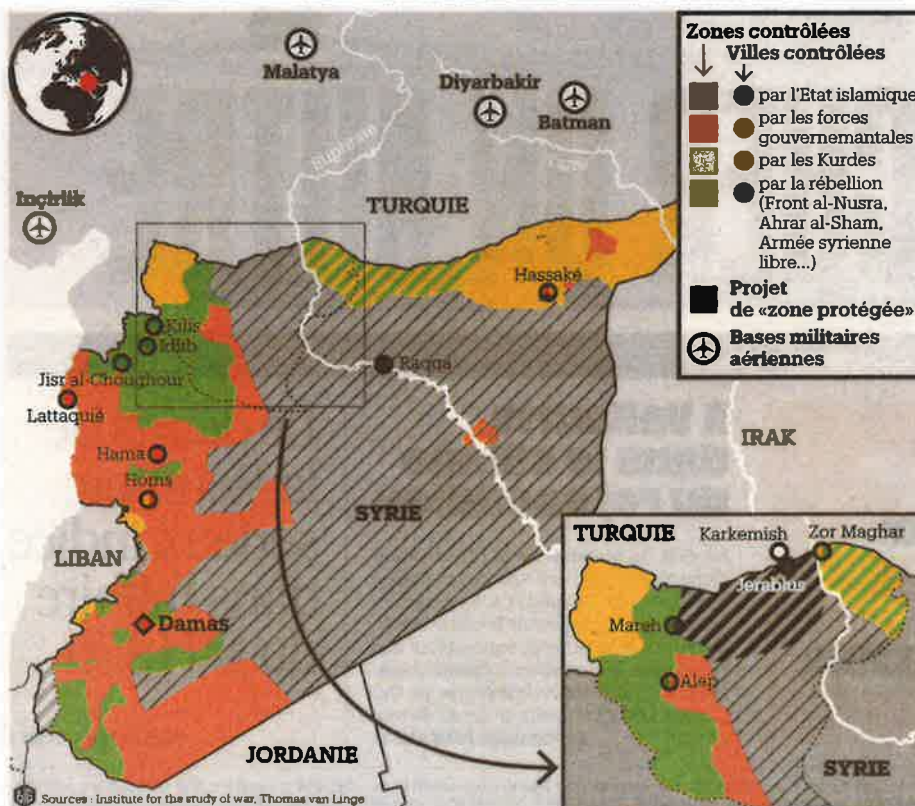 Malatya
Diyarbakir
Batman
Inçirlik
Euphrate
TURQUIE
Hassaké
Kilis
Idlib
Jisr al-Choughour
Lattaquié
Raqqa
Hama
Homs
IRAK
SYRIE
LIBAN
Damas
JORDANIE
Sources : Institute for the study of war, Thomas van Linge
Zones contrôlées
Villes contrôlées
par l'Etat islamique
par les forces
gouvernemantales
par les Kurdes
par la rébellion
(Front al-Nusra,
Ahrar al-Sham,
Armée syrienne
libre...)
Projet
de «zone protégée»
Bases militaires
aériennes
TURQUIE
Karkemish
Zor Maghar
Jerablus
Mareh
Alep
SYRIE